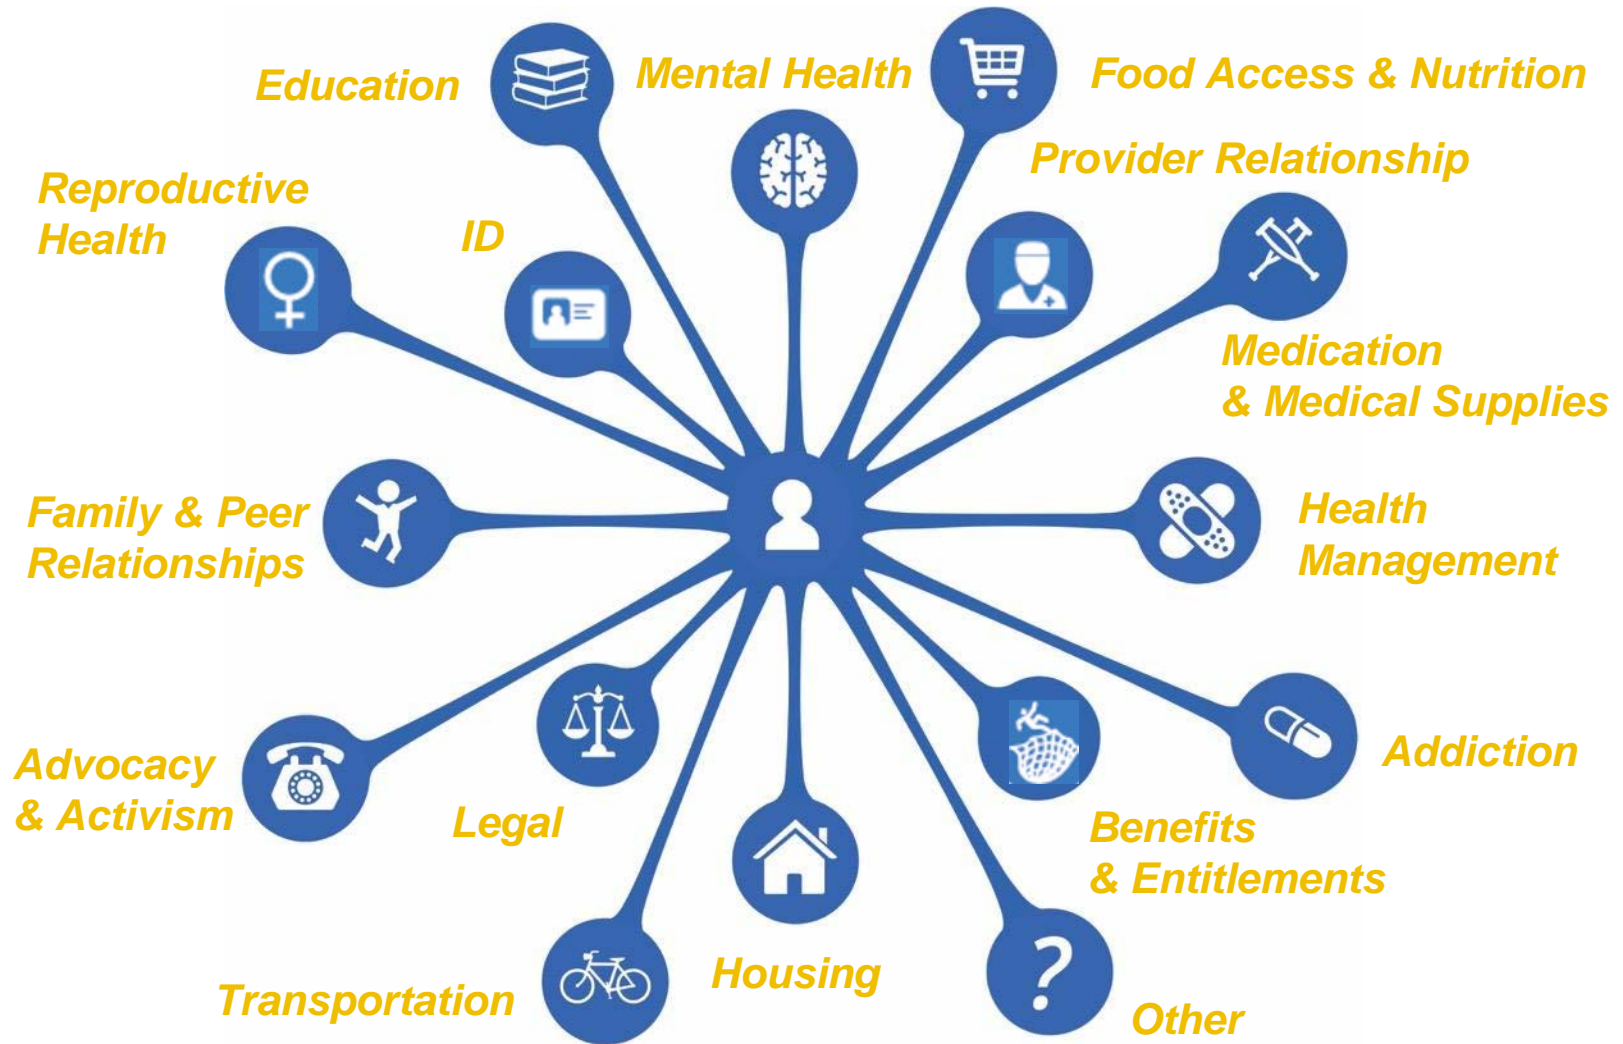 Education
Mental Health
Food Access & Nutrition
Provider Relationship
Reproductive
Health
ID
Medication
& Medical Supplies
Family & Peer
Relationships
Health
Management
Advocacy
& Activism
Legal
Addiction
Benefits
& Entitlements
Housing
Transportation
?
Other